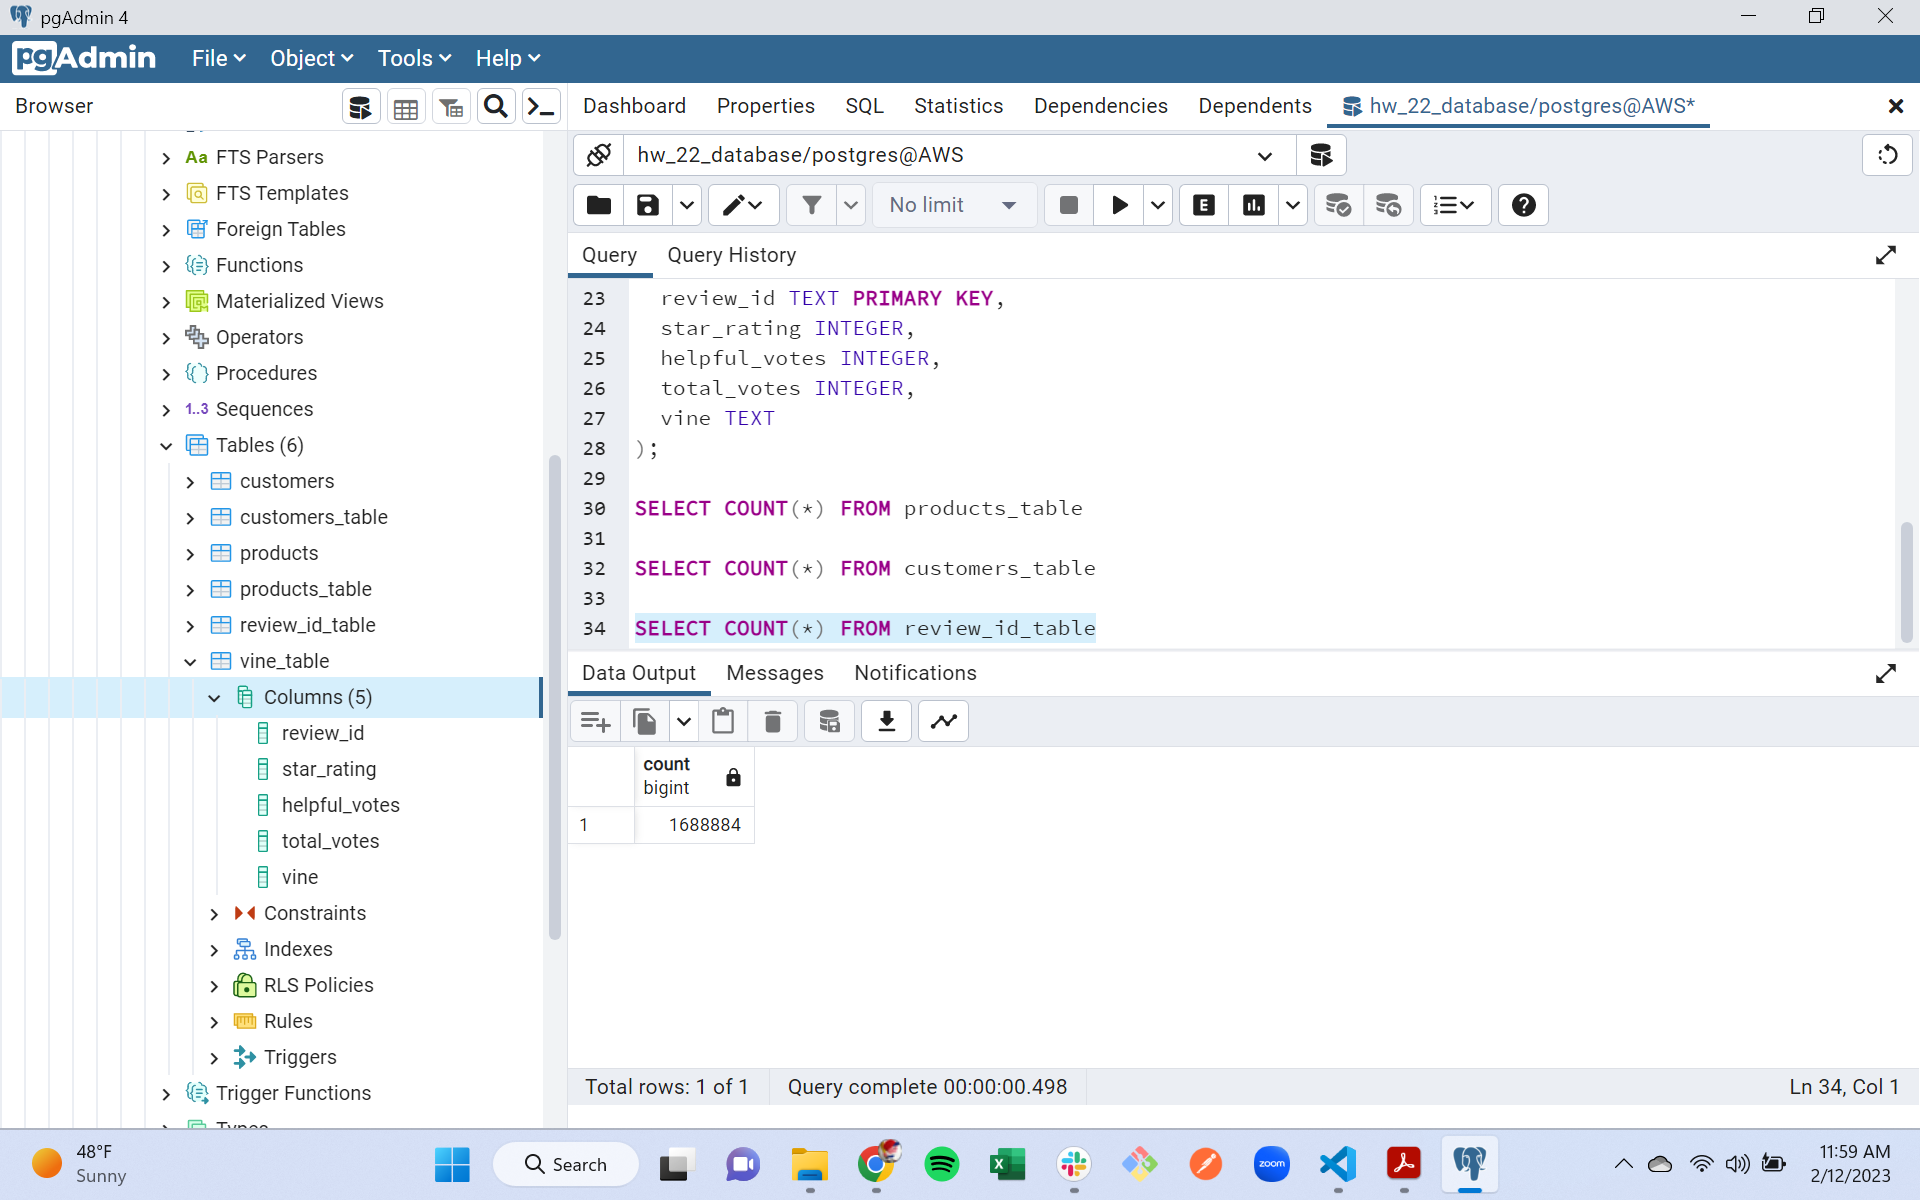 pgAdmin 4
pgAdmin File Object Tools Help
Browser
Dashboard Properties SQL Statistics Dependencies Dependents hw_22_database/postgres@AWS*
FTS Parsers
FTS Templates
Foreign Tables
Functions
Materialized Views
Operators
Procedures
1..3 Sequences
Tables (6)
customers
customers_table
products
products_table
review_id_table
vine_table
Columns (5)
review_id
star_rating
helpful_votes
total_votes
vine
Constraints
Indexes
RLS Policies
Rules
Triggers
Trigger Functions
Types
hw_22_database/postgres@AWS
No limit
E
Query Query History
23 review_id TEXT PRIMARY KEY,
24 star_rating INTEGER,
25 helpful_votes INTEGER,
26 total_votes INTEGER,
27 vine TEXT
28 );
29
30 SELECT COUNT(*) FROM products_table
31
32 SELECT COUNT(*) FROM customers_table
33
34 SELECT COUNT(*) FROM review_id_table
Data Output Messages Notifications
count
bigint
1 1688884
Total rows: 1 of 1 Query complete 00:00:00.498 Ln 34, Col 1
48°F
Sunny
Search
zoom
11:59 AM
2/12/2023